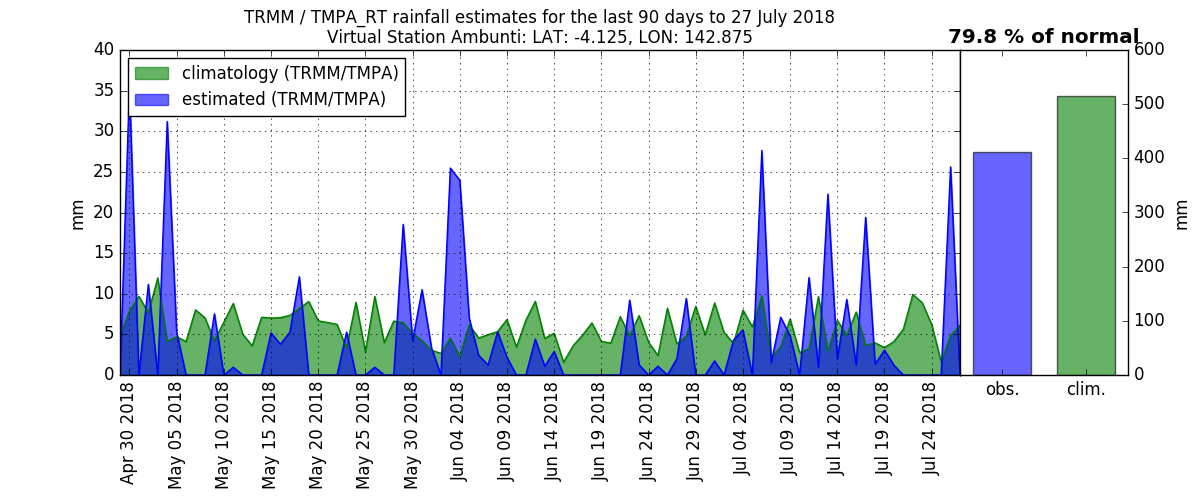 TRMM / TMPA_RT rainfall estimates for the last 90 days to 27 July 2018
Virtual Station Ambunti: LAT: -4.125, LON: 142.875
79.8 % of normal
climatology (TRMM/TMPA)
estimated (TRMM/TMPA)
mm
40
35
30
25
20
15
10
5
0
Apr 30 2018
May 05 2018
May 10 2018
May 15 2018
May 20 2018
May 25 2018
May 30 2018
Jun 04 2018
Jun 09 2018
Jun 14 2018
Jun 19 2018
Jun 24 2018
Jun 29 2018
Jul 04 2018
Jul 09 2018
Jul 14 2018
Jul 19 2018
Jul 24 2018
obs.
clim.
600
500
400
300
200
100
0
mm